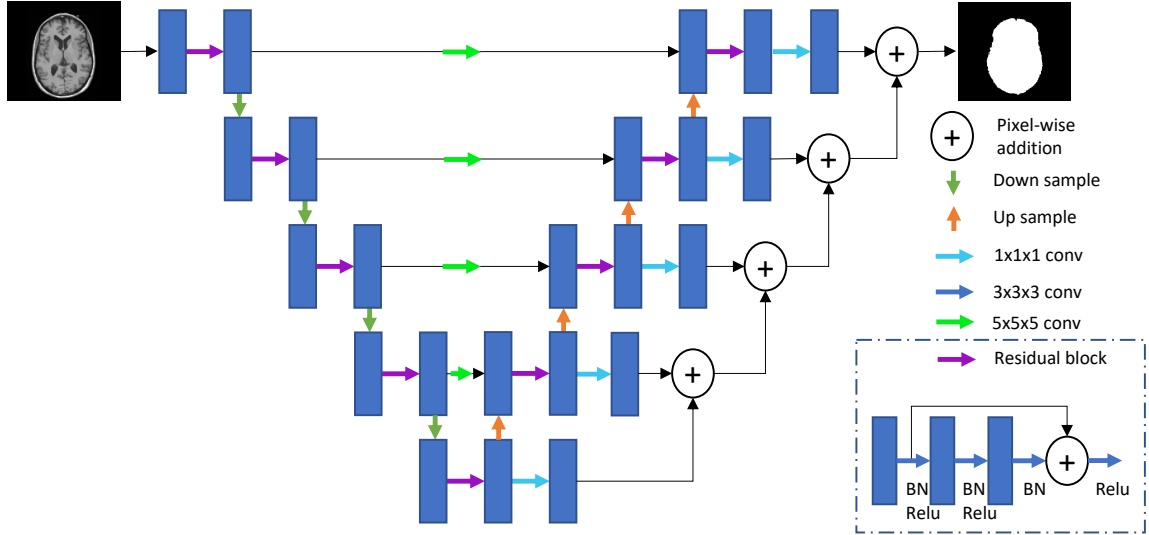 +
+
+
+
+
Pixel-wise
addition
Down sample
Up sample
1x1x1 conv
3x3x3 conv
5x5x5 conv
Residual block
+
BN
Relu
BN
Relu
BN
Relu